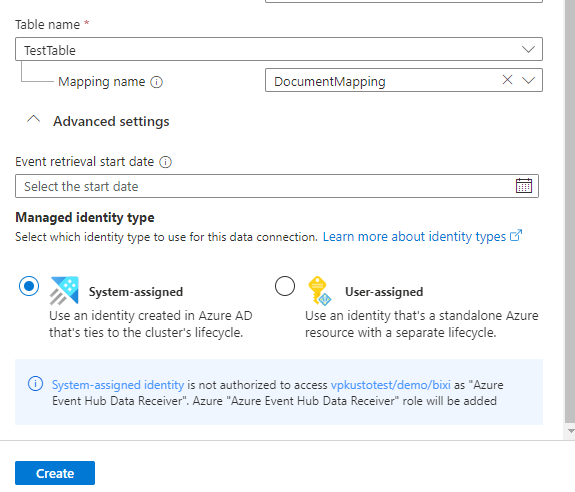 Table name *
TestTable
Mapping name
DocumentMapping
Advanced settings
Event retrieval start date
Select the start date
Managed identity type
Select which identity type to use for this data connection. Learn more about identity types
System-assigned
Use an identity created in Azure AD
that's ties to the cluster's lifecycle.
User-assigned
Use an identity that's a standalone Azure
resource with a separate lifecycle.
System-assigned identity is not authorized to access vpkustotest/demo/bixi as "Azure
Event Hub Data Receiver". Azure "Azure Event Hub Data Receiver" role will be added
Create